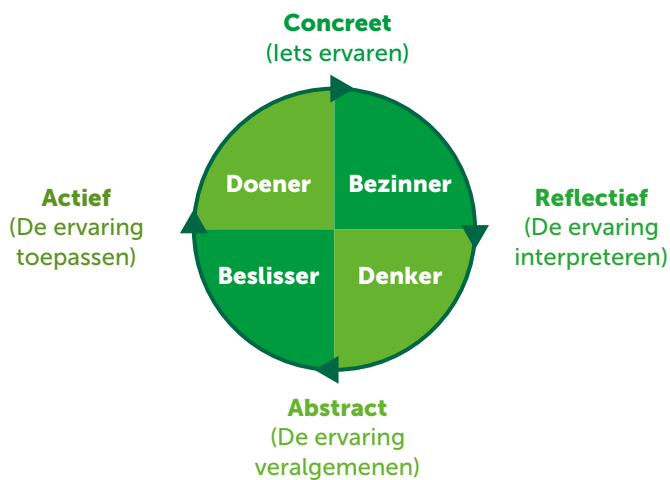 Concreet
(Iets ervaren)
Doener
Bezinner
Actief
(De ervaring
toepassen)
Reflectief
(De ervaring
interpreteren)
Beslisser
Denker
Abstract
(De ervaring
veralgemenen)